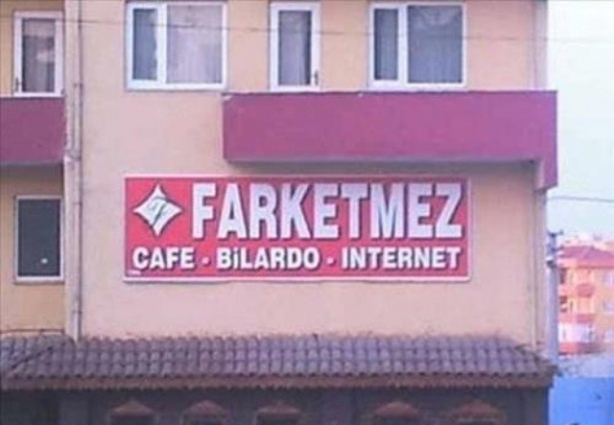 FARKETMEZ
CAFE - BiLARDO - INTERNET